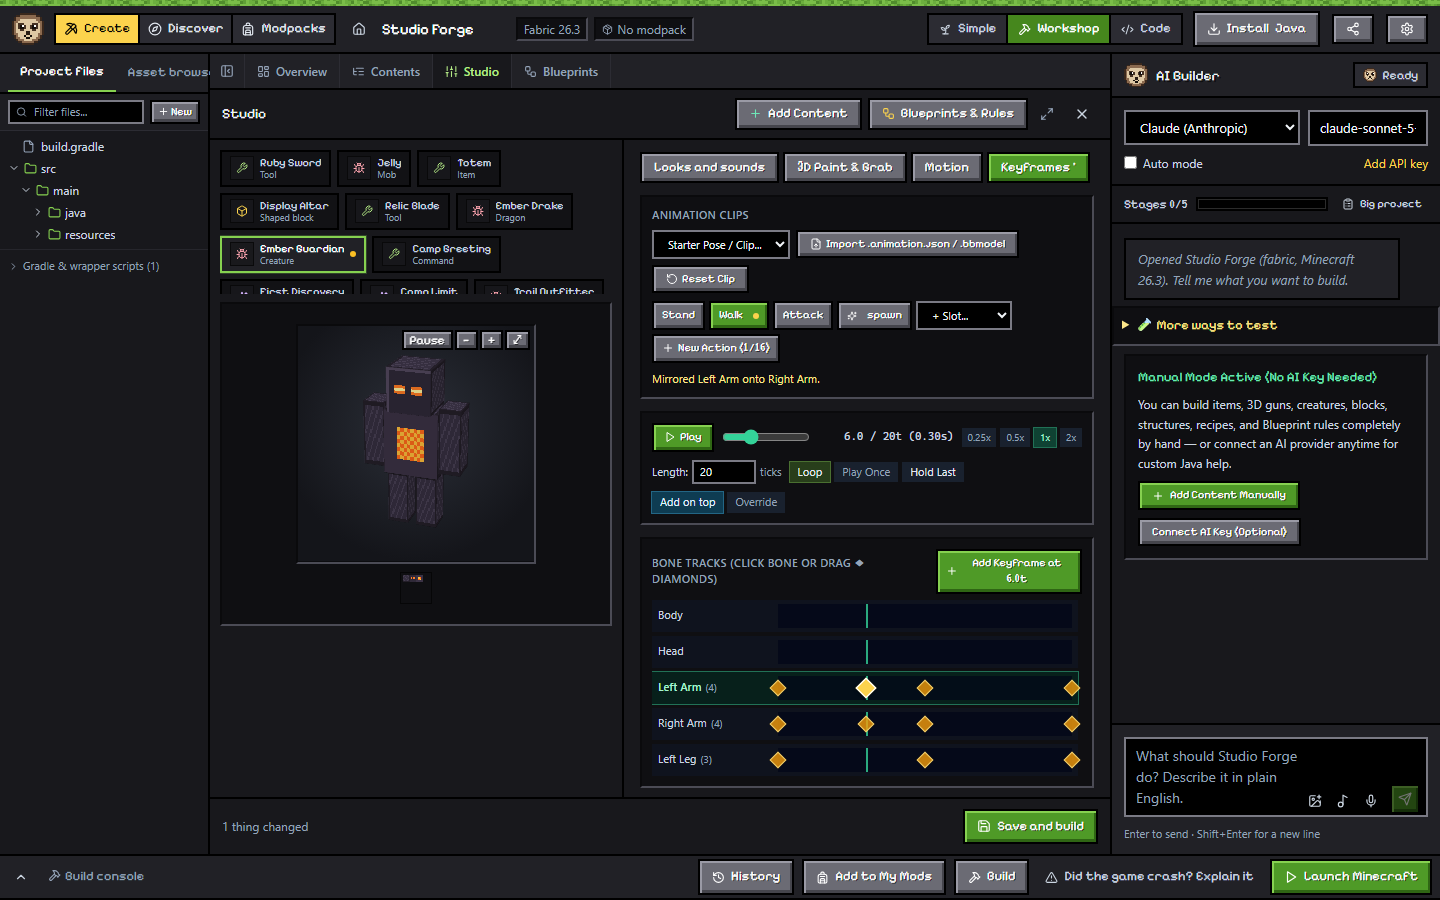 Create
Discover
Modpacks
Studio Forge
Fabric 26.3
No modpack
Simple
Workshop
Code
Install Java
Project files
Asset brows
Overview
Contents
Studio
Blueprints
AI Builder
Ready
Filter files...
+ New
build.gradle
src
main
java
resources
Gradle & wrapper scripts (1)
Studio
Add Content
Blueprints & Rules
Ruby Sword
Tool
Jelly
Mob
Totem
Item
Display Altar
Shaped block
Relic Blade
Tool
Ember Drake
Dragon
Ember Guardian
Creature
Camp Greeting
Command
First Discovery
Camp Limit
Trail Outfitter
Pause
-
+
Looks and sounds
3D Paint & Grab
Motion
Keyframes
ANIMATION CLIPS
Starter Pose / Clip...
Import .animation.json / .bbmodel
Reset Clip
Stand
Walk
Attack
spawn
+ Slot...
New Action (1/16)
Mirrored Left Arm onto Right Arm.
Play
6.0 / 20t (0.30s)
0.25x
0.5x
1x
2x
Length:
20
ticks
Loop
Play Once
Hold Last
Add on top
Override
BONE TRACKS (CLICK BONE OR DRAG ◆
DIAMONDS)
Add Keyframe at
6.0t
Body
Head
Left Arm (4)
Right Arm (4)
Left Leg (3)
1 thing changed
Save and build
Claude (Anthropic)
claude-sonnet-5-
Auto mode
Add API key
Stages 0/5
Big project
Opened Studio Forge (fabric, Minecraft
26.3). Tell me what you want to build.
More ways to test
Manual Mode Active (No AI Key Needed)
You can build items, 3D guns, creatures, blocks,
structures, recipes, and Blueprint rules completely
by hand — or connect an AI provider anytime for
custom Java help.
Add Content Manually
Connect AI Key (Optional)
What should Studio Forge
do? Describe it in plain
English.
Enter to send · Shift+Enter for a new line
Build console
History
Add to My Mods
Build
Did the game crash? Explain it
Launch Minecraft